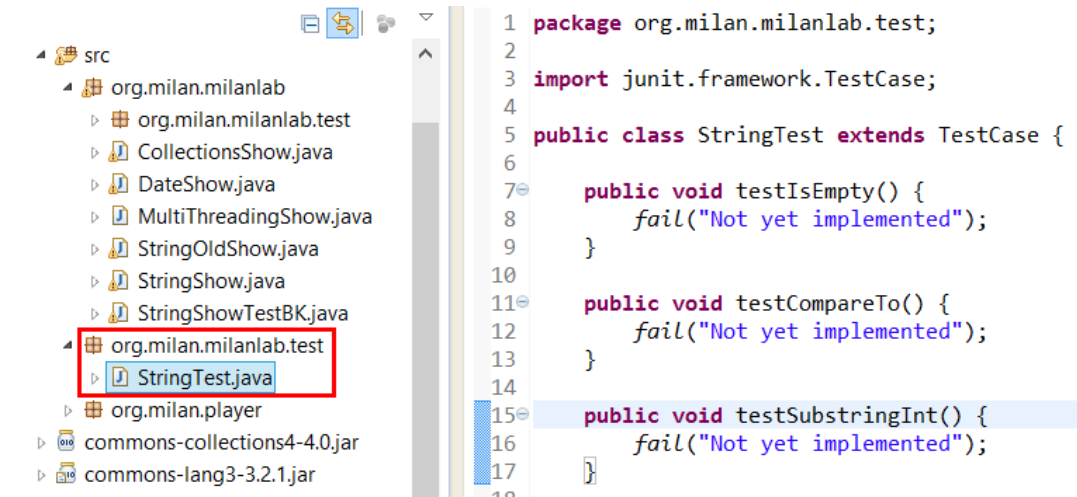 src
org.milan.milanlab
org.milan.milanlab.test
CollectionsShow.java
DateShow.java
MultiThreadingShow.java
StringOldShow.java
StringShow.java
StringShowTestBK.java
org.milan.milanlab.test
StringTest.java
org.milan.player
commons-collections4-4.0.jar
commons-lang3-3.2.1.jar
1 package org.milan.milanlab.test;
2
3 import junit.framework.TestCase;
4
5 public class StringTest extends TestCase {
6
7 public void testIsEmpty() {
8 fail("Not yet implemented");
9 }
10
11 public void testCompareTo() {
12 fail("Not yet implemented");
13 }
14
15 public void testSubstringInt() {
16 fail("Not yet implemented");
17 }